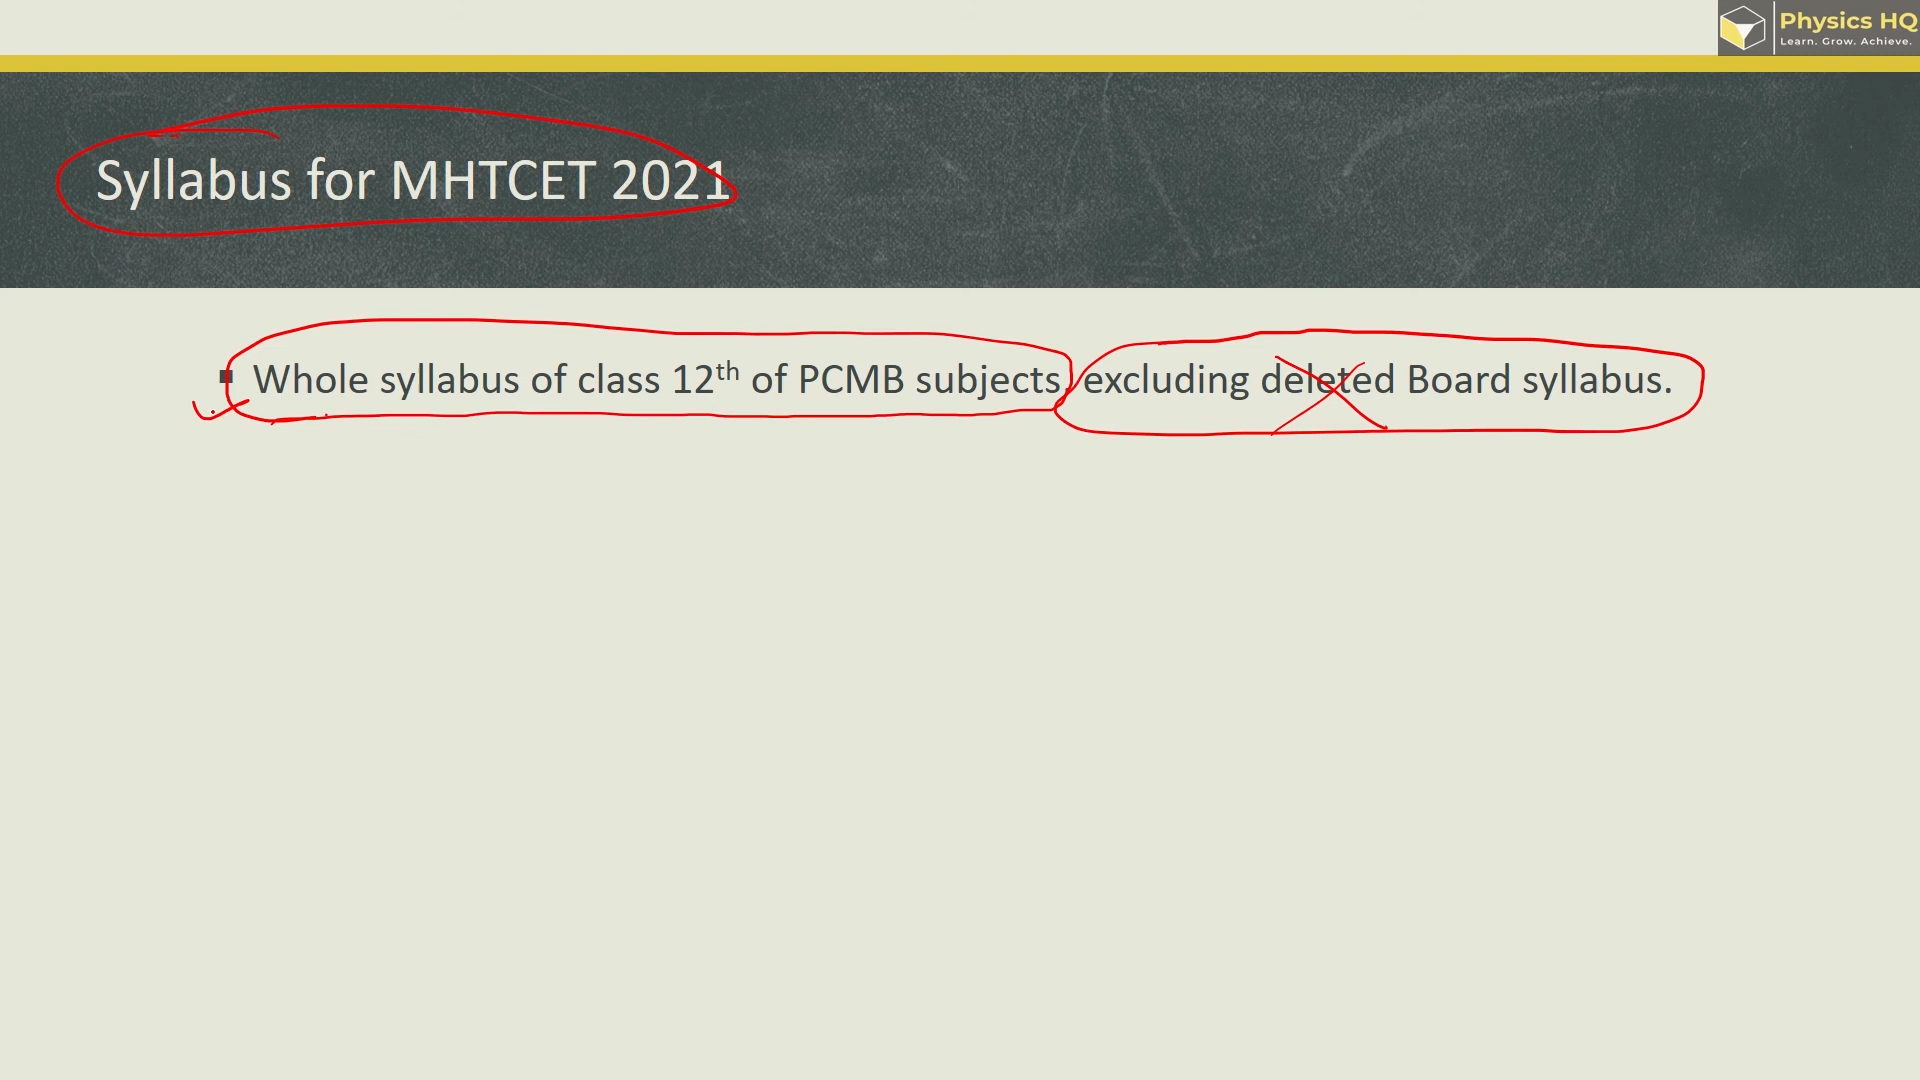 Physics HQ
Learn. Grow. Achieve.
Syllabus for MHTCET 2021
Whole syllabus of class 12th of PCMB subjects, excluding deleted Board syllabus.